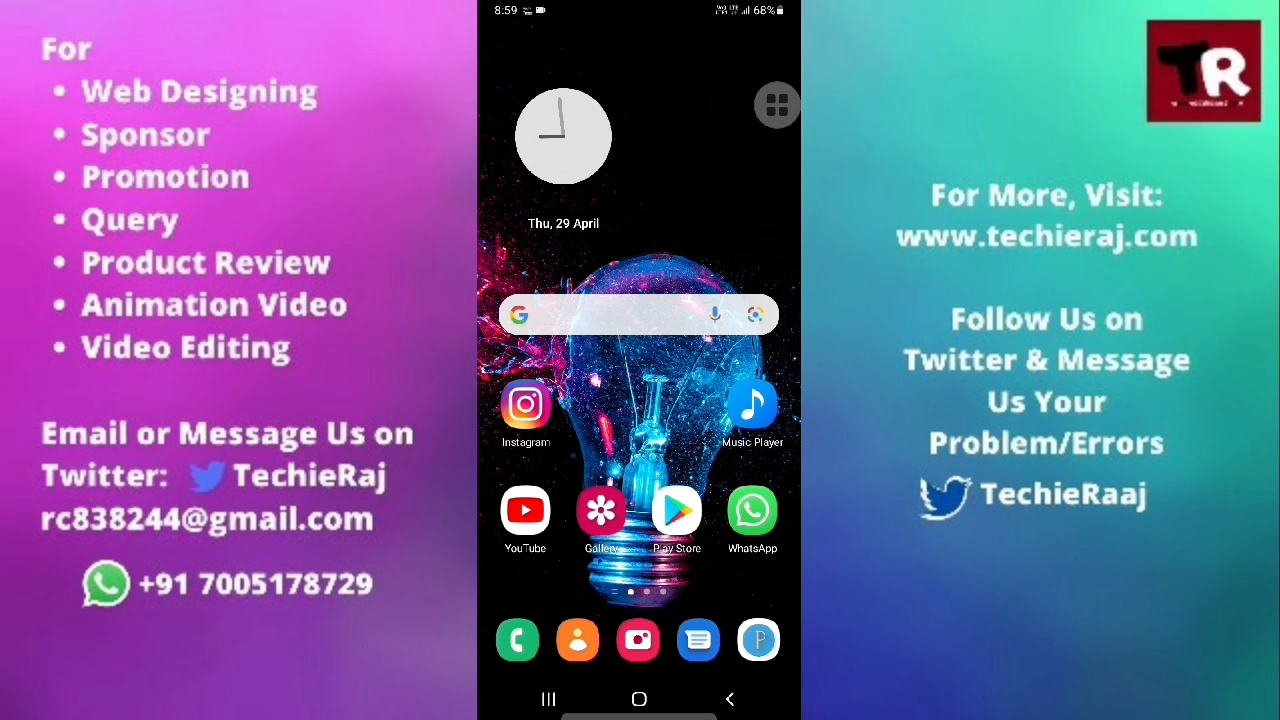 For
• Web Designing
• Sponsor
• Promotion
• Query
• Product Review
• Animation Video
• Video Editing
Email or Message Us on
Twitter: TechieRaj
rc838244@gmail.com
+91 7005178729
8:59
68%
Thu, 29 April
Instagram
Music Player
YouTube
Gallery
Play Store
WhatsApp
TR
For More, Visit:
www.techieraj.com
Follow Us on
Twitter & Message
Us Your
Problem/Errors
TechieRaaj